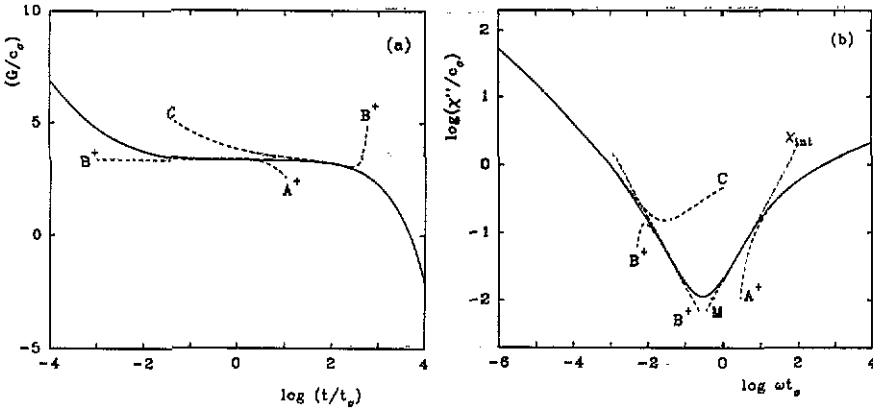 (a)
(G/c_σ)
10
5
0
-5
C
B+
B+
A+
-4
-2
0
2
4
log (t/t_σ)
(b)
log(χ''/c_σ)
2
1
0
-1
-2
χ_int
C
B+
B+
M
A+
-6
-4
-2
0
2
4
log ωt_σ